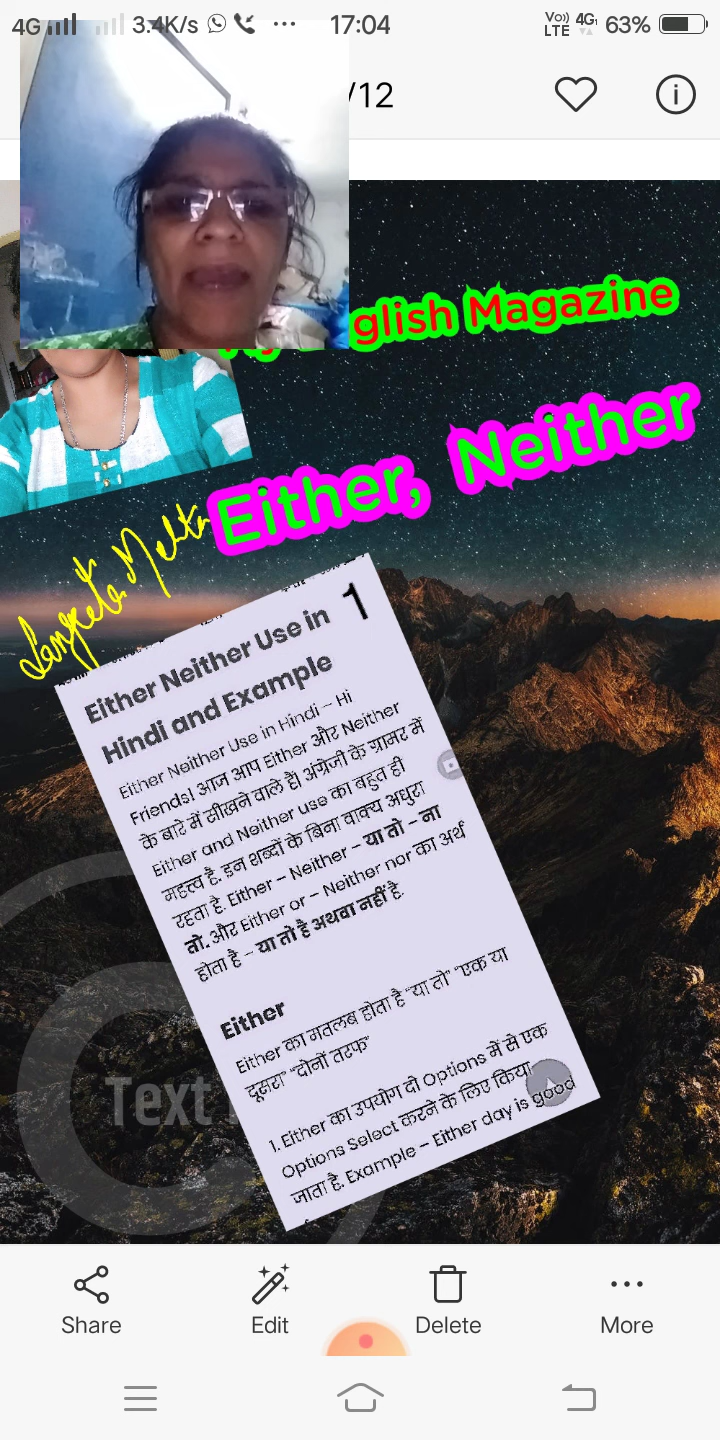 4G 3.4K/s ... 17:04 Vo)) LTE 4G 63%
/12
glish Magazine
Either, Neither
Sangeeta
1
Either Neither Use in
Hindi and Example
Either Neither Use in Hindi – Hi
Friends! आज आप Either और Neither
के बारे में सीखने वाले हैं। अंग्रेजी के ग्रामर में
Either and Neither use का बहुत ही
महत्त्व है. इन शब्दों के बिना वाक्य अधुरा
रहता है. Either – Neither – या तो – ना
तो. और Either or – Neither nor का अर्थ
होता है – या तो है अथवा नहीं है.
Either
Either का मतलब होता है "या तो" "एक या
दूसरा" "दोनों तरफ"
1. Either का उपयोग दो Options में से एक
Options Select करने के लिए किया
जाता है. Example – Either day is good
Text
Share Edit Delete More